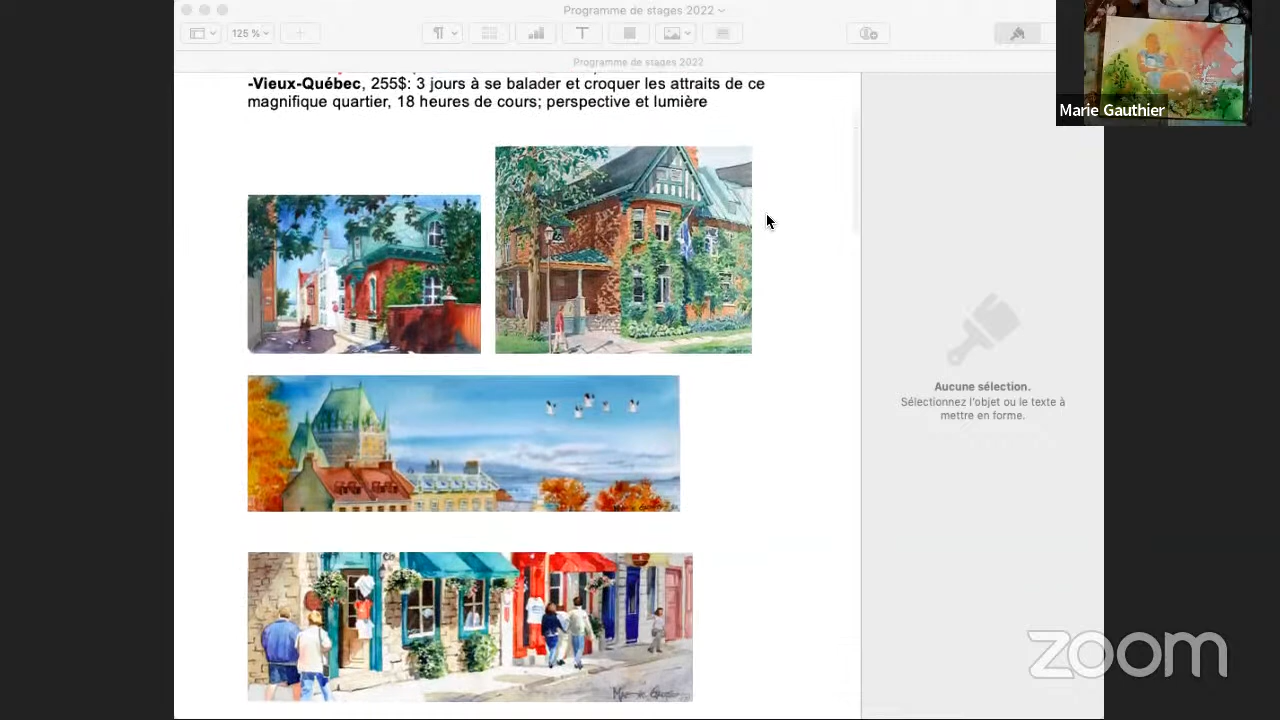 Programme de stages 2022
125 %
Programme de stages 2022
-Vieux-Québec, 255$: 3 jours à se balader et croquer les attraits de ce
magnifique quartier, 18 heures de cours; perspective et lumière
Marie Gauthier
Aucune sélection.
Sélectionnez l'objet ou le texte à
mettre en forme.
zoom